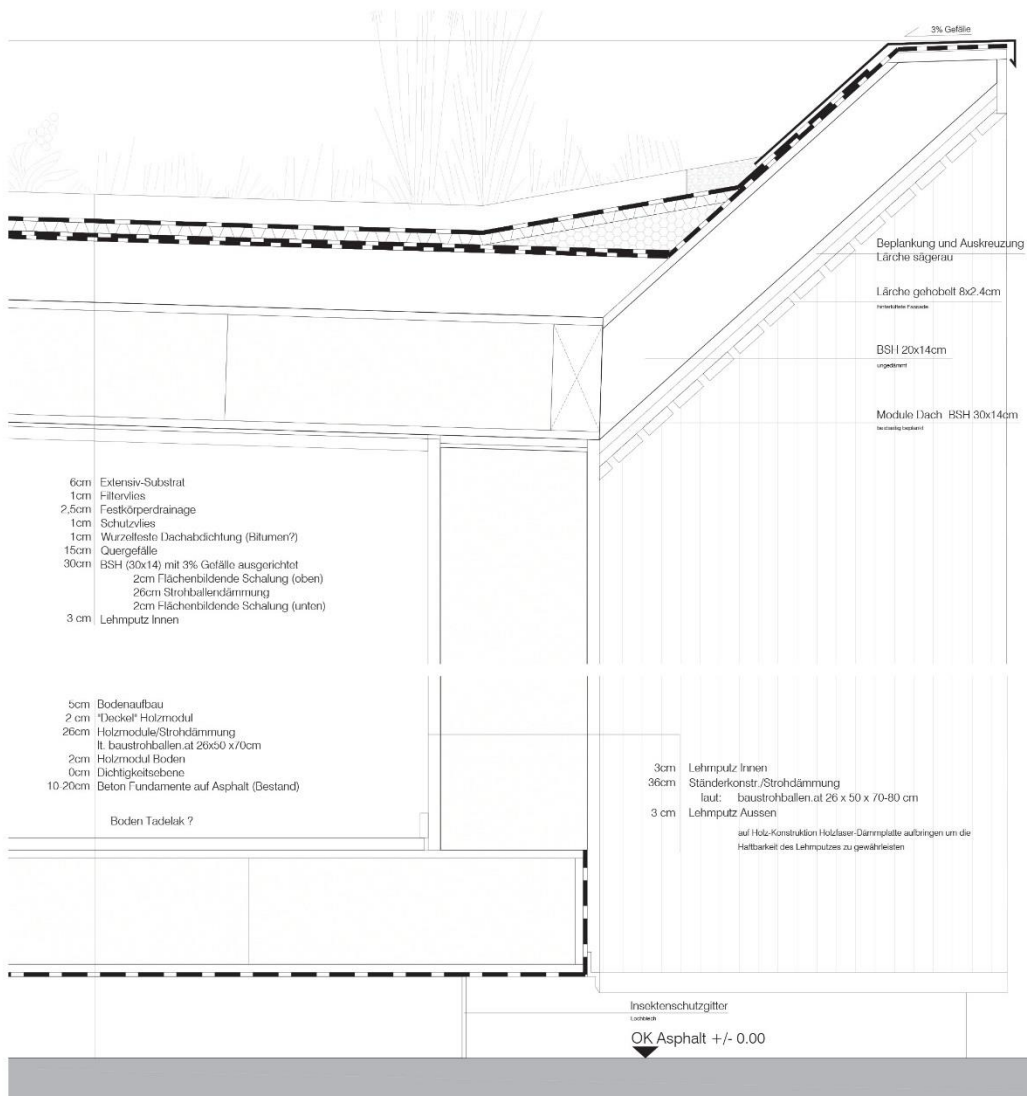 3% Gefälle
Beplankung und Auskreuzung
Lärche sägerau
Lärche gehobelt 8x2.4cm
hinterlüftete Fassade
BSH 20x14cm
ungedämmt
Module Dach BSH 30x14cm
beidseitig beplankt
6cm Extensiv-Substrat
1cm Filtervlies
2,5cm Festkörperdrainage
1cm Schutzvlies
1cm Wurzelfeste Dachabdichtung (Bitumen?)
15cm Quergefälle
30cm BSH (30x14) mit 3% Gefälle ausgerichtet
2cm Flächenbildende Schalung (oben)
26cm Strohballendämmung
2cm Flächenbildende Schalung (unten)
3 cm Lehmputz Innen
5cm Bodenaufbau
2 cm "Deckel" Holzmodul
26cm Holzmodule/Strohdämmung
lt. baustrohballen.at 26x50 x70cm
2cm Holzmodul Boden
0cm Dichtigkeitsebene
10-20cm Beton Fundamente auf Asphalt (Bestand)
Boden Tadelak ?
3cm Lehmputz Innen
36cm Ständerkonstr./Strohdämmung
laut: baustrohballen.at 26 x 50 x 70-80 cm
3 cm Lehmputz Aussen
auf Holz-Konstruktion Holzfaser-Dämmplatte aufbringen um die
Haftbarkeit des Lehmputzes zu gewährleisten
Insektenschutzgitter
Lochblech
OK Asphalt +/- 0.00